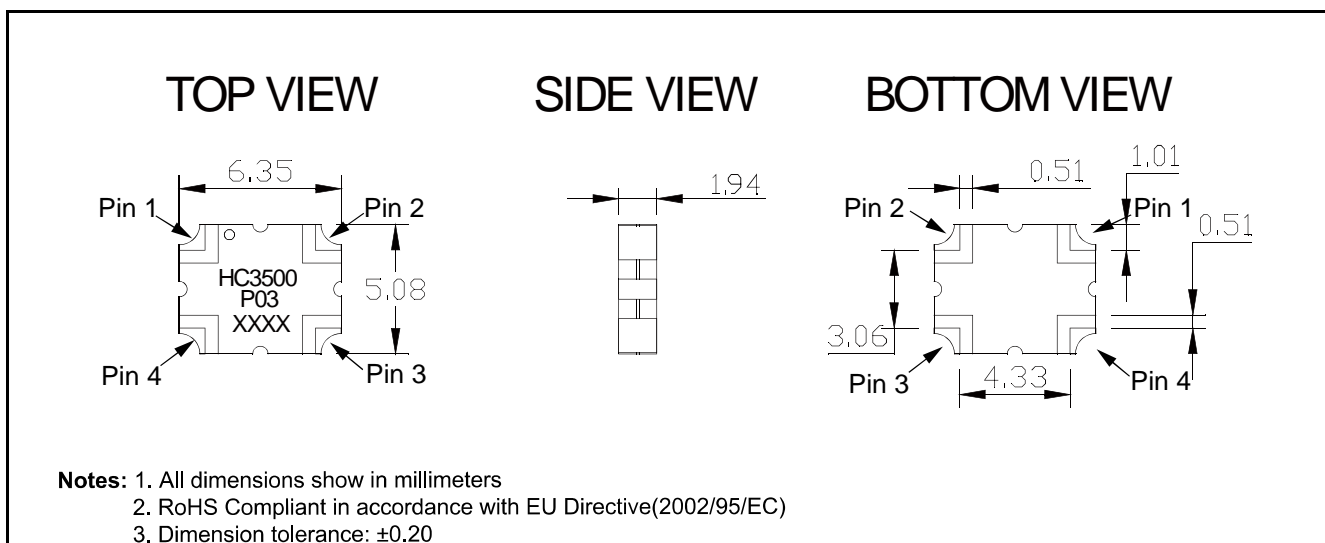 TOP VIEW
SIDE VIEW
BOTTOM VIEW
6.35
Pin 1
Pin 2
HC3500
P03
XXXX
5.08
Pin 4
Pin 3
1.94
0.51
1.01
Pin 2
Pin 1
0.51
3.06
Pin 3
4.33
Pin 4
Notes: 1. All dimensions show in millimeters
2. RoHS Compliant in accordance with EU Directive(2002/95/EC)
3. Dimension tolerance: ±0.20